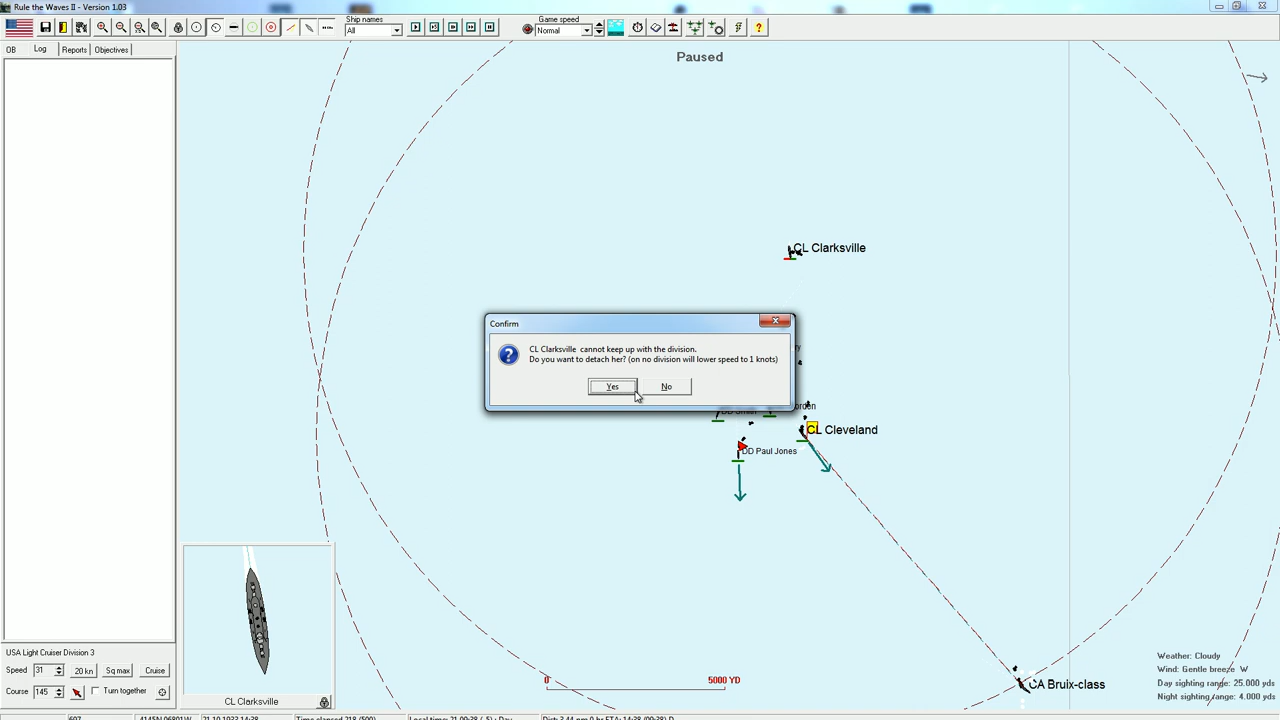 Rule the Waves II - Version 1.03
Ship names
All
Game speed
Normal
OB
Log
Reports
Objectives
Paused
CL Clarksville
Confirm
CL Clarksville cannot keep up with the division.
Do you want to detach her? (on no division will lower speed to 1 knots)
Yes
No
CL Cleveland
DD Paul Jones
CA Bruix-class
5000 YD
0
USA Light Cruiser Division 3
Speed 31 20 kn Sq max Cruise
Course 145 Turn together
CL Clarksville
Weather: Cloudy
Wind: Gentle breeze W
Day sighting range: 25.000 yds
Night sighting range: 4.000 yds